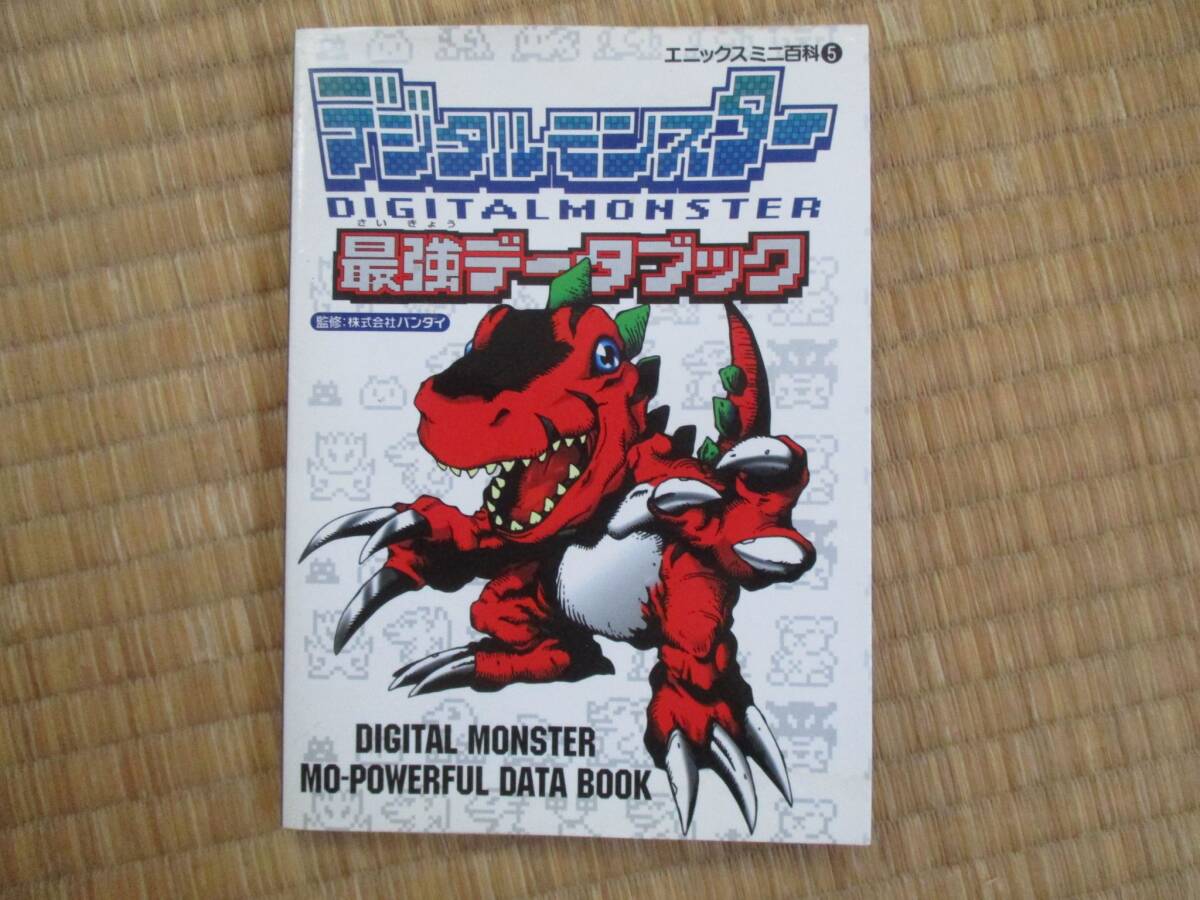 エニックスミニ百科❺
デジタルモンスター
DIGITALMONSTER
さいきょう
最強データブック
監修:株式会社バンダイ
DIGITAL MONSTER
MO-POWERFUL DATA BOOK